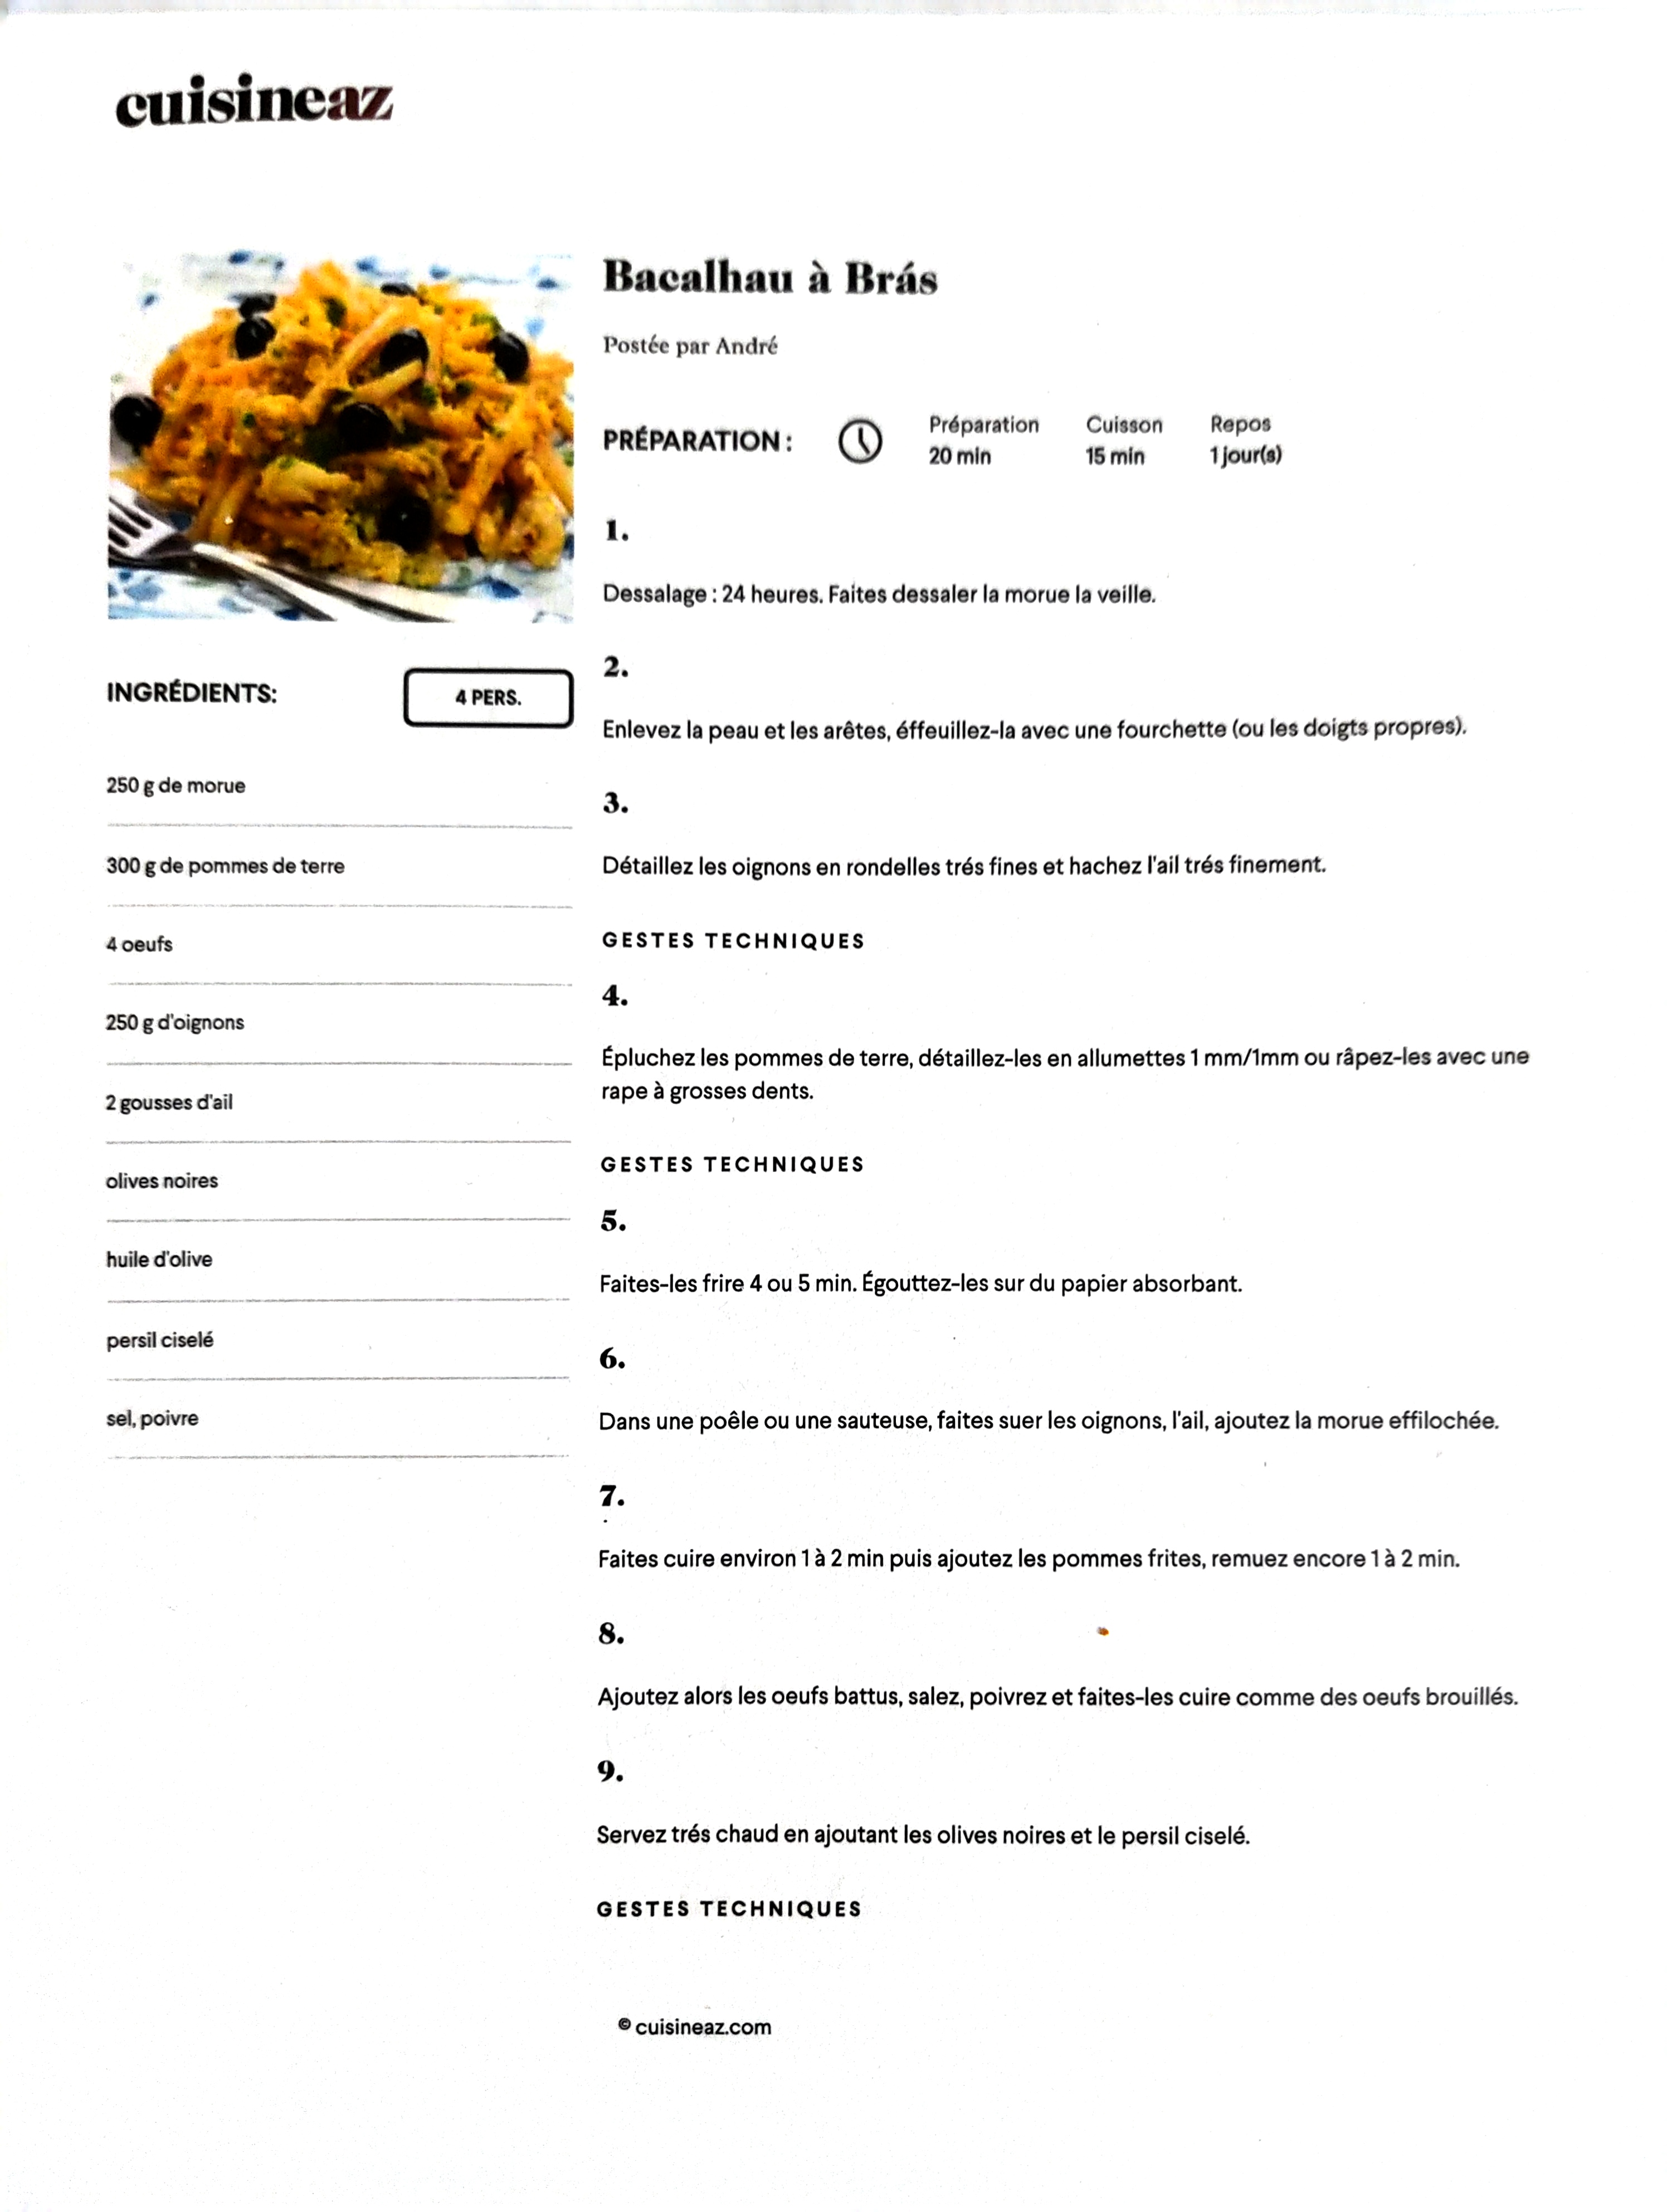 cuisineaz
Bacalhau à Brás
Postée par André
PRÉPARATION :
Préparation
20 min
Cuisson
15 min
Repos
1 jour(s)
INGRÉDIENTS:
4 PERS.
250 g de morue
300 g de pommes de terre
4 oeufs
250 g d'oignons
2 gousses d'ail
olives noires
huile d'olive
persil ciselé
sel, poivre
1.
Dessalage : 24 heures. Faites dessaler la morue la veille.
2.
Enlevez la peau et les arêtes, éffeuillez-la avec une fourchette (ou les doigts propres).
3.
Détaillez les oignons en rondelles trés fines et hachez l'ail trés finement.
GESTES TECHNIQUES
4.
Épluchez les pommes de terre, détaillez-les en allumettes 1 mm/1mm ou râpez-les avec une
rape à grosses dents.
GESTES TECHNIQUES
5.
Faites-les frire 4 ou 5 min. Égouttez-les sur du papier absorbant.
6.
Dans une poêle ou une sauteuse, faites suer les oignons, l'ail, ajoutez la morue effilochée.
7.
Faites cuire environ 1 à 2 min puis ajoutez les pommes frites, remuez encore 1 à 2 min.
8.
Ajoutez alors les oeufs battus, salez, poivrez et faites-les cuire comme des oeufs brouillés.
9.
Servez trés chaud en ajoutant les olives noires et le persil ciselé.
GESTES TECHNIQUES
© cuisineaz.com